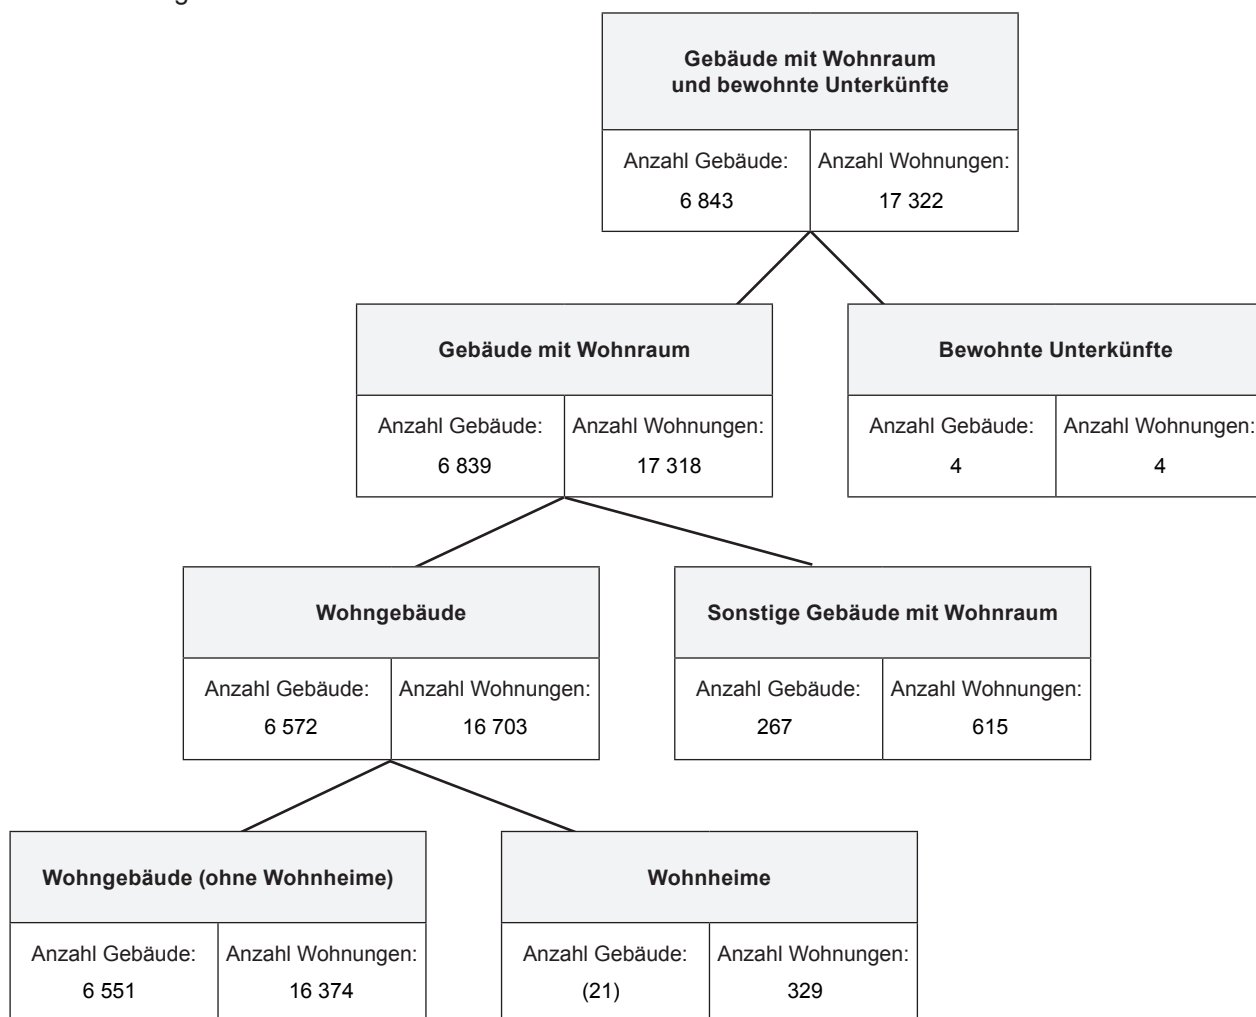 Gebäude mit Wohnraum
und bewohnte Unterkünfte
Anzahl Gebäude: Anzahl Wohnungen:
6 843 17 322
Gebäude mit Wohnraum
Anzahl Gebäude: Anzahl Wohnungen:
6 839 17 318
Bewohnte Unterkünfte
Anzahl Gebäude: Anzahl Wohnungen:
4 4
Wohngebäude
Anzahl Gebäude: Anzahl Wohnungen:
6 572 16 703
Sonstige Gebäude mit Wohnraum
Anzahl Gebäude: Anzahl Wohnungen:
267 615
Wohngebäude (ohne Wohnheime)
Anzahl Gebäude: Anzahl Wohnungen:
6 551 16 374
Wohnheime
Anzahl Gebäude: Anzahl Wohnungen:
(21) 329